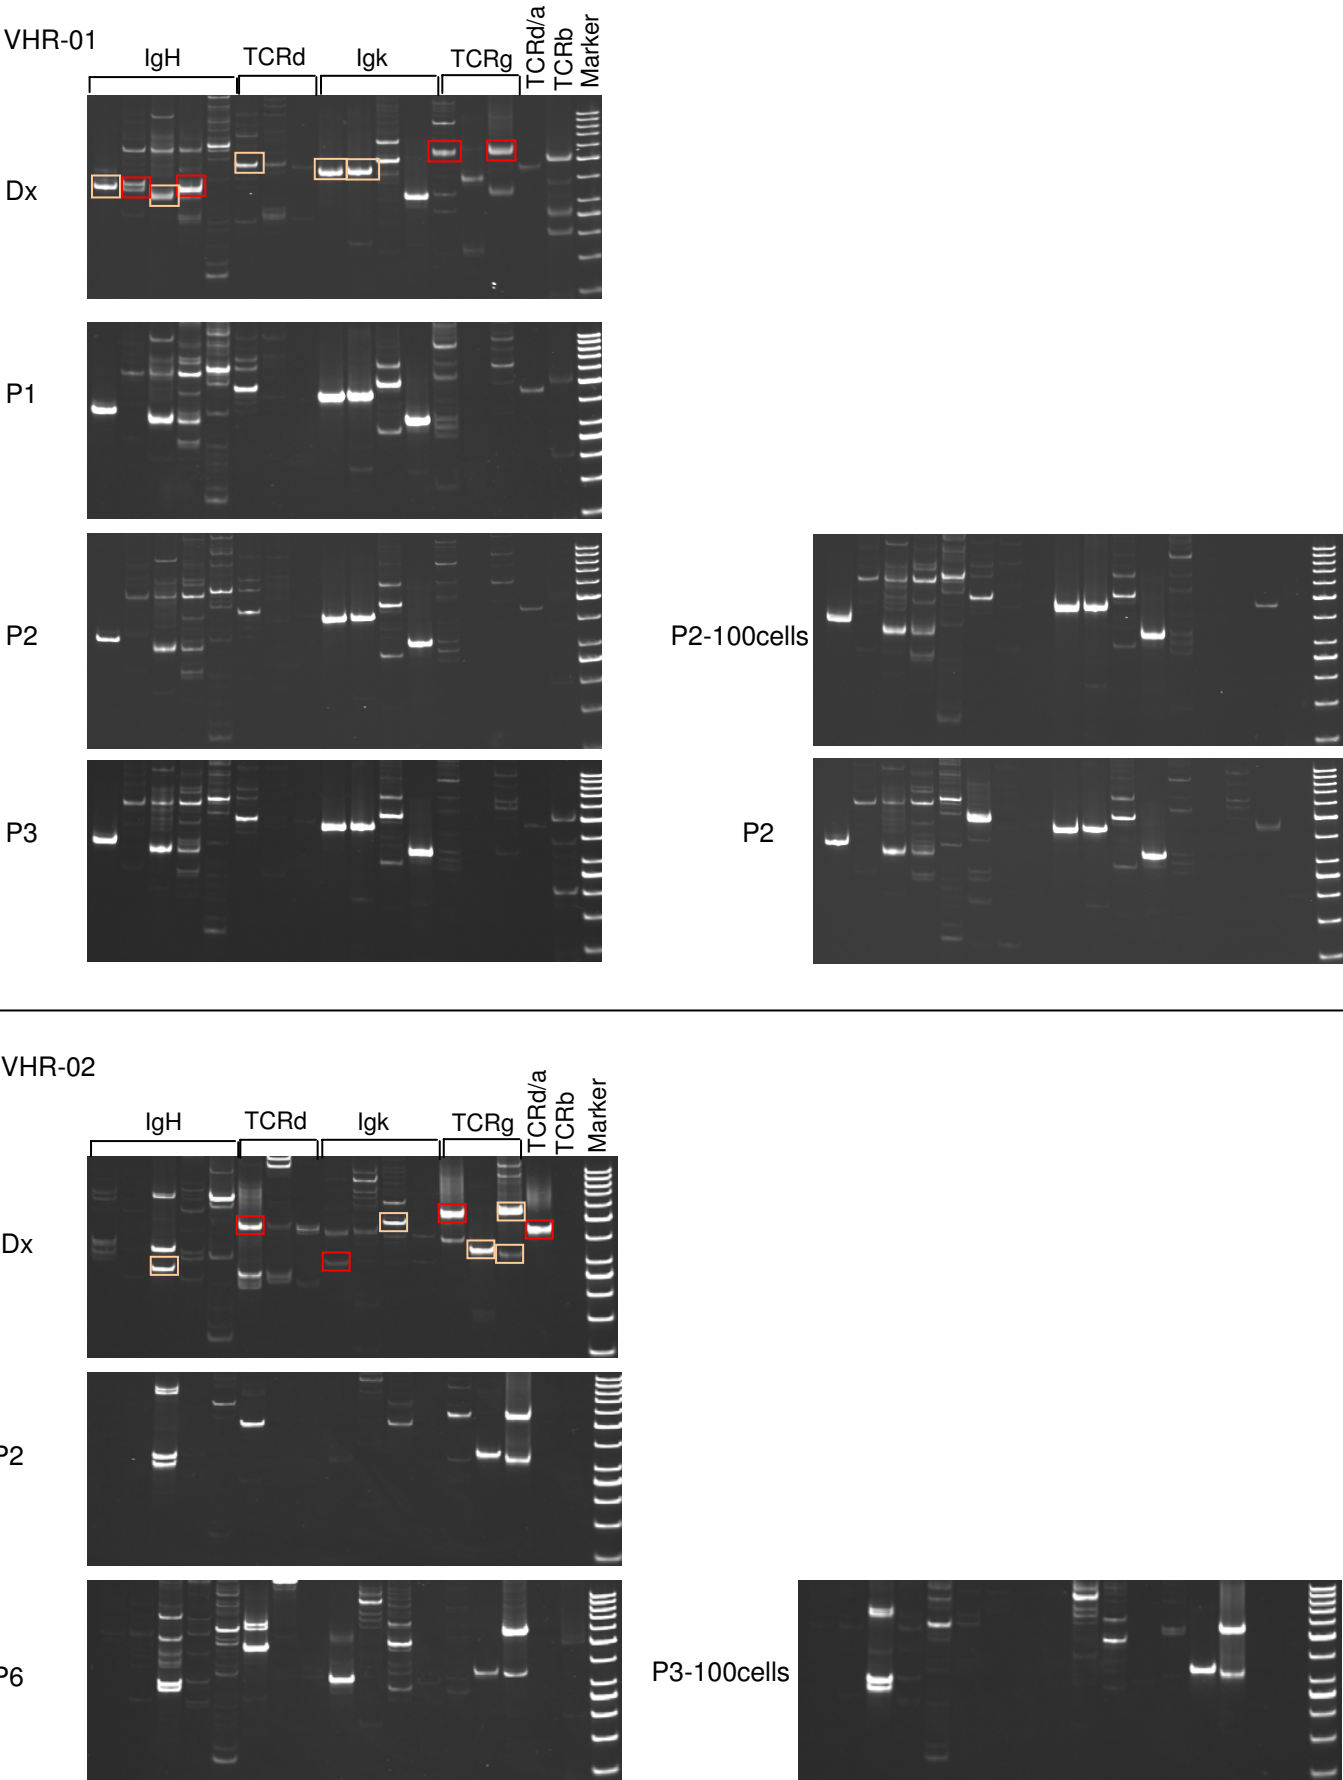 VHR-01
IgH TCRd Igk TCRg TCRd/a TCRb Marker
Dx
P1
P2
P2-100cells
P3
P2
VHR-02
IgH TCRd Igk TCRg TCRd/a TCRb Marker
Dx
P2
P6
P3-100cells